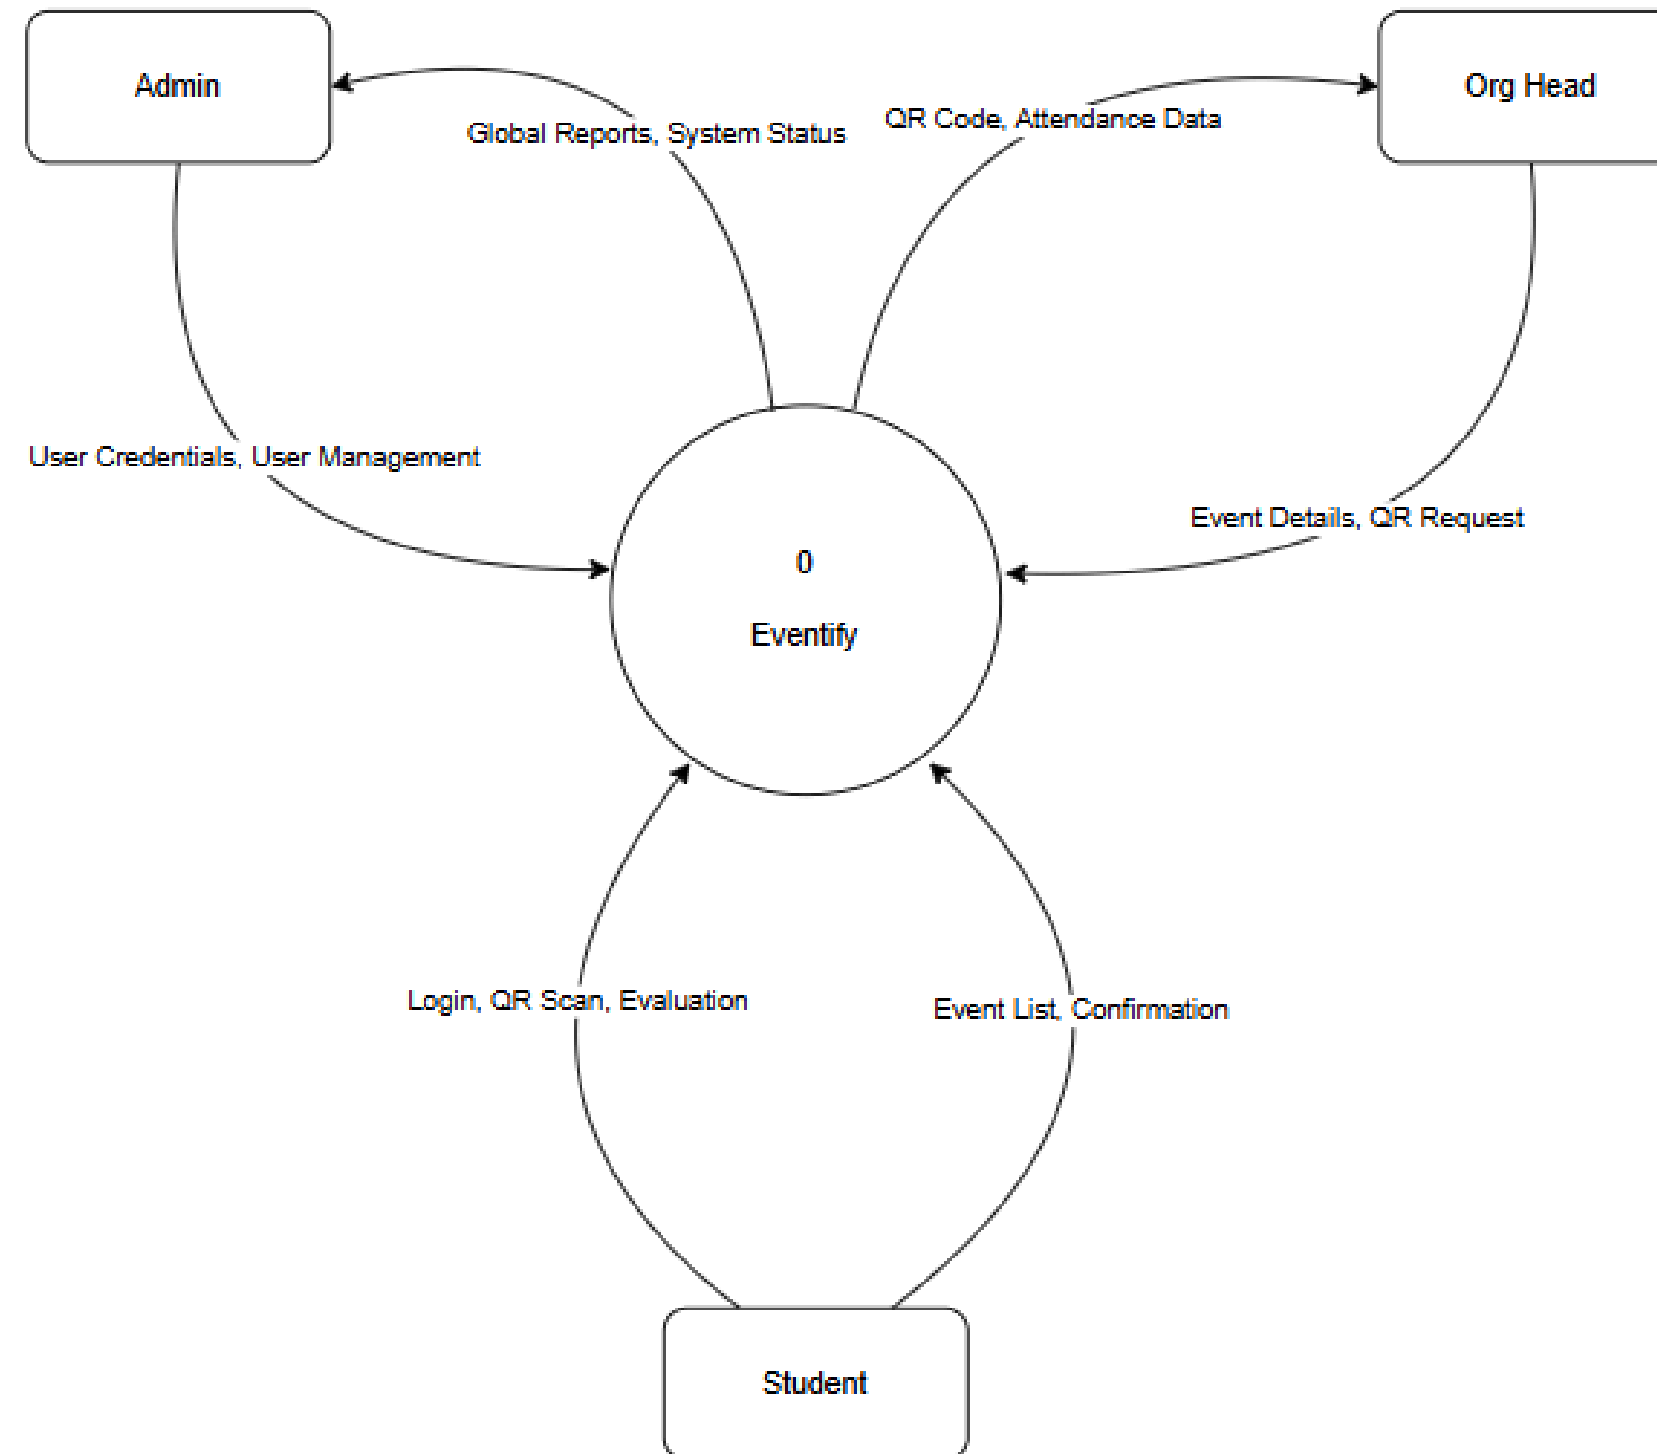 Admin
Org Head
Global Reports, System Status
QR Code, Attendance Data
User Credentials, User Management
Event Details, QR Request
0
Eventify
Login, QR Scan, Evaluation
Event List, Confirmation
Student